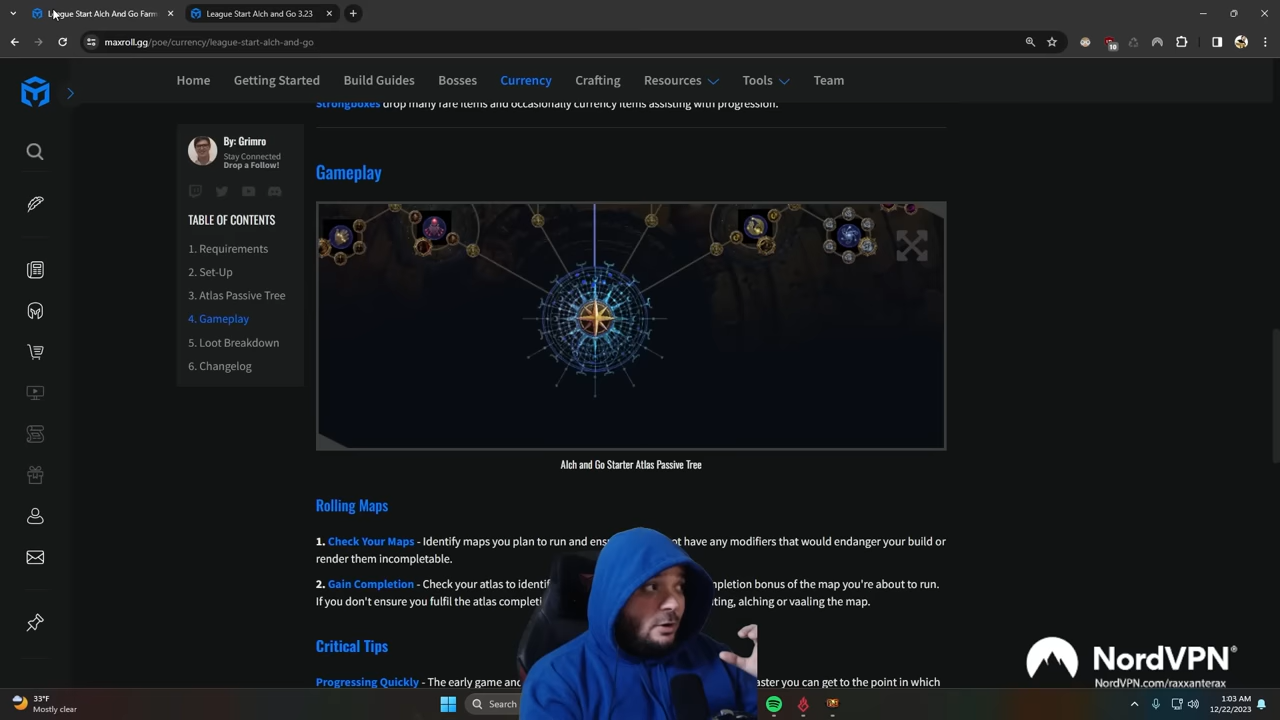 League Start Alch And Go Farm
League Start Alch and Go 3.23
maxroll.gg/poe/currency/league-start-alch-and-go
10
Home
Getting Started
Build Guides
Bosses
Currency
Crafting
Resources
Tools
Team
Strongboxes drop many rare items and occasionally currency items assisting with progression.
By: Grimro
Stay Connected
Drop a Follow!
TABLE OF CONTENTS
1. Requirements
2. Set-Up
3. Atlas Passive Tree
4. Gameplay
5. Loot Breakdown
6. Changelog
Gameplay
Alch and Go Starter Atlas Passive Tree
Rolling Maps
1. Check Your Maps - Identify maps you plan to run and ens ot have any modifiers that would endanger your build or
render them incompletable.
2. Gain Completion - Check your atlas to identif pletion bonus of the map you're about to run.
If you don't ensure you fulfil the atlas completi ting, alching or vaaling the map.
Critical Tips
Progressing Quickly - The early game anc aster you can get to the point in which
NordVPN®
NordVPN.com/raxxanterax
33°F
Mostly clear
Search
1:03 AM
12/22/2023